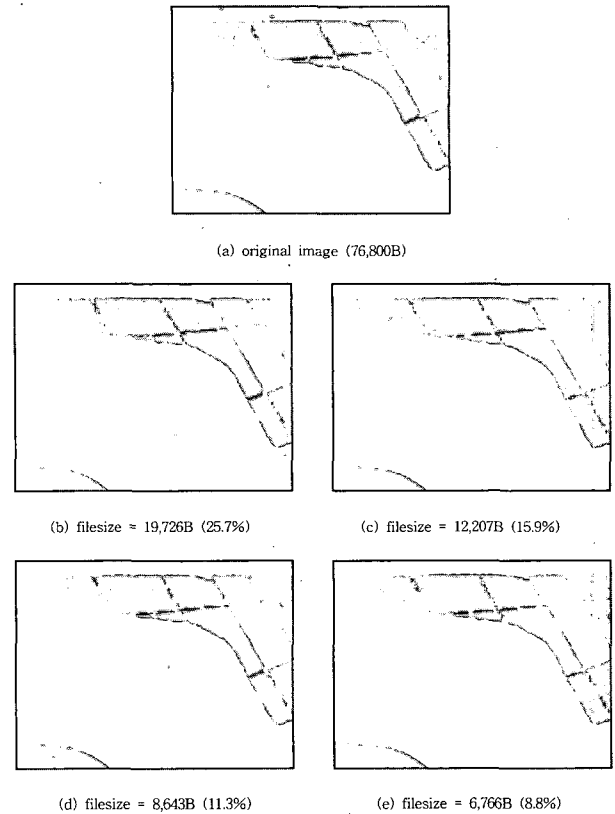 (a) original image (76,800B)
(b) filesize = 19,726B (25.7%)
(c) filesize = 12,207B (15.9%)
(d) filesize = 8,643B (11.3%)
(e) filesize = 6,766B (8.8%)